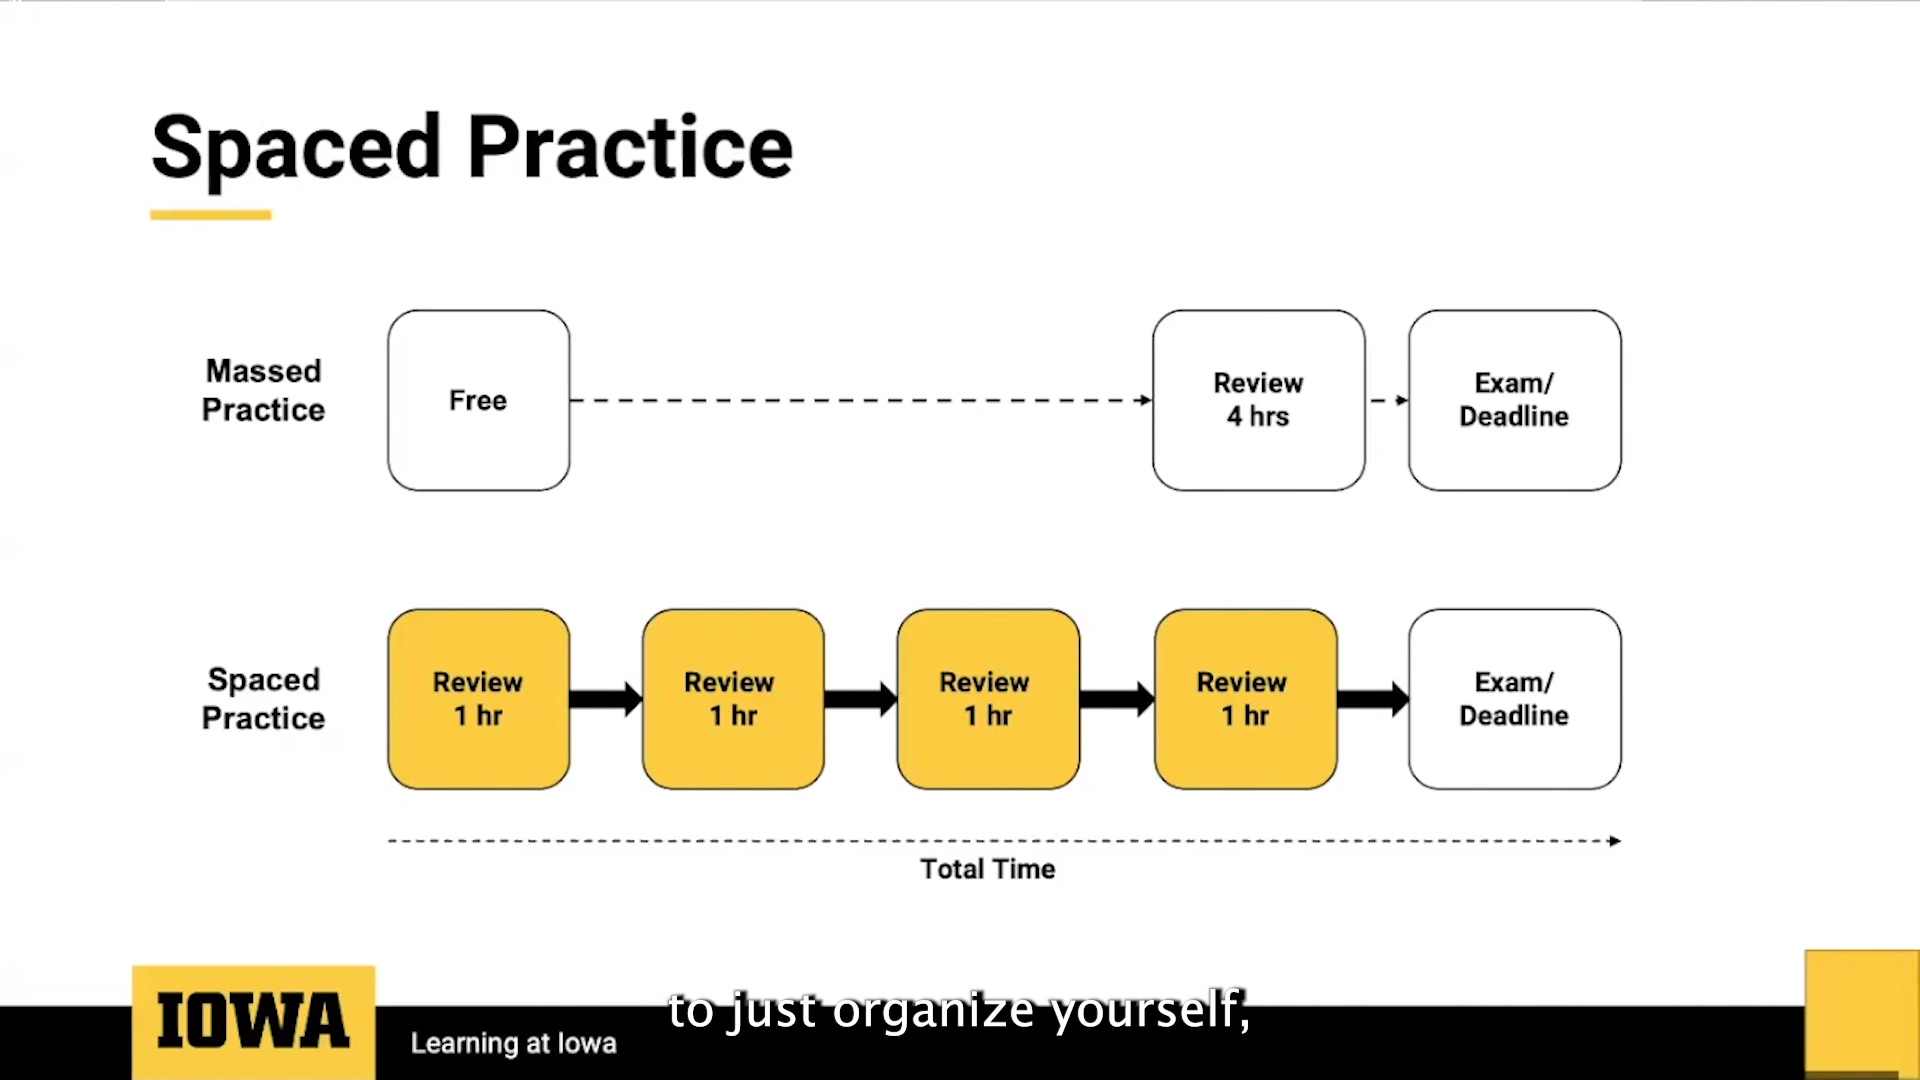 Spaced Practice
Massed
Practice
Free
Review
4 hrs
Exam/
Deadline
Spaced
Practice
Review
1 hr
Review
1 hr
Review
1 hr
Review
1 hr
Exam/
Deadline
Total Time
IOWA
Learning at Iowa
to just organize yourself,